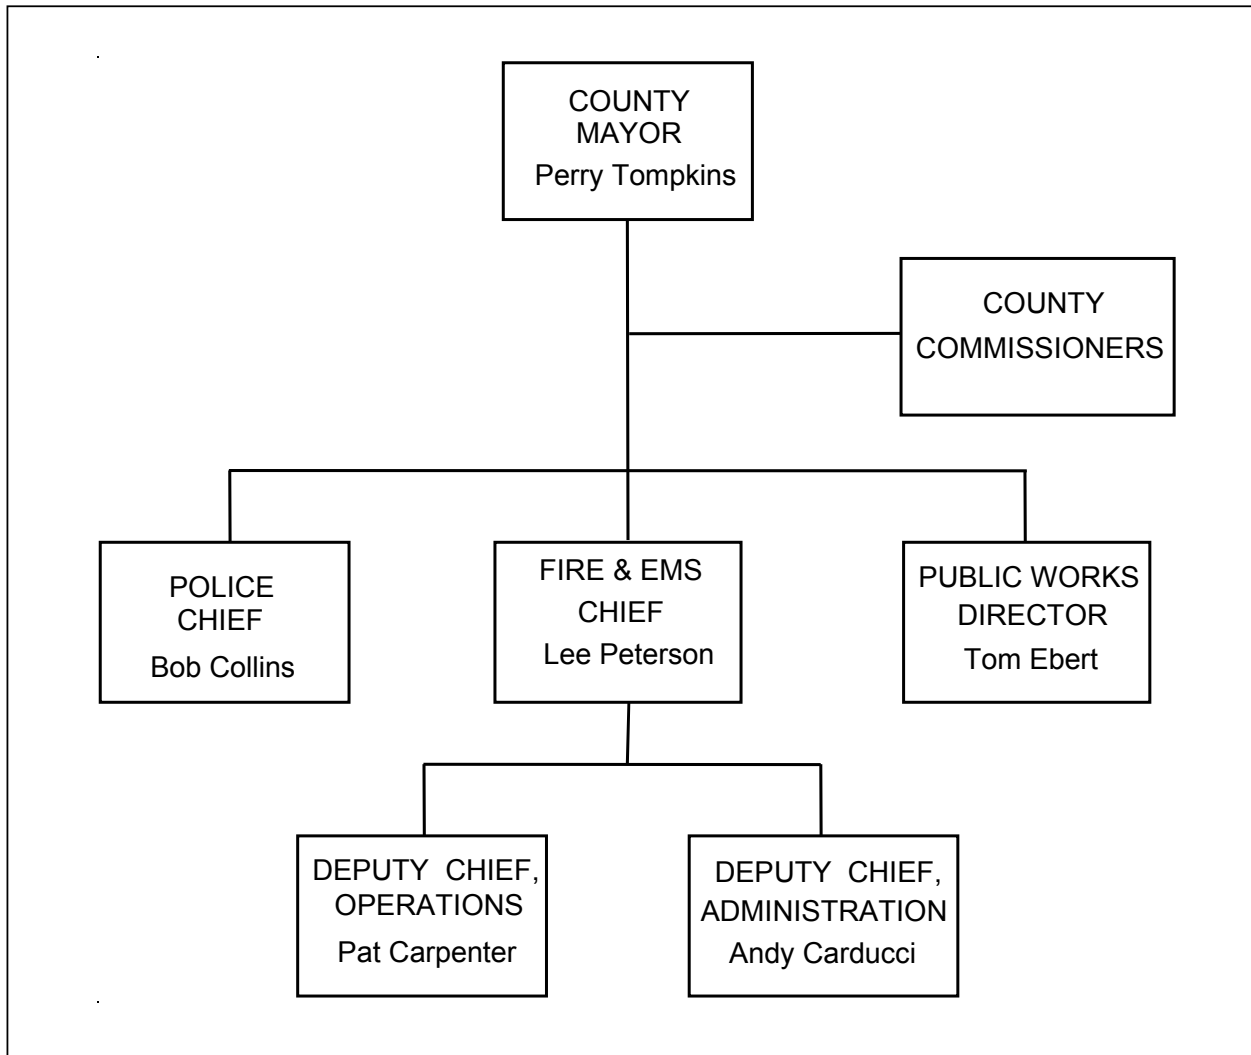 COUNTY
MAYOR
Perry Tompkins
COUNTY
COMMISSIONERS
POLICE
CHIEF
Bob Collins
FIRE & EMS
CHIEF
Lee Peterson
PUBLIC WORKS
DIRECTOR
Tom Ebert
DEPUTY CHIEF,
OPERATIONS
Pat Carpenter
DEPUTY CHIEF,
ADMINISTRATION
Andy Carducci